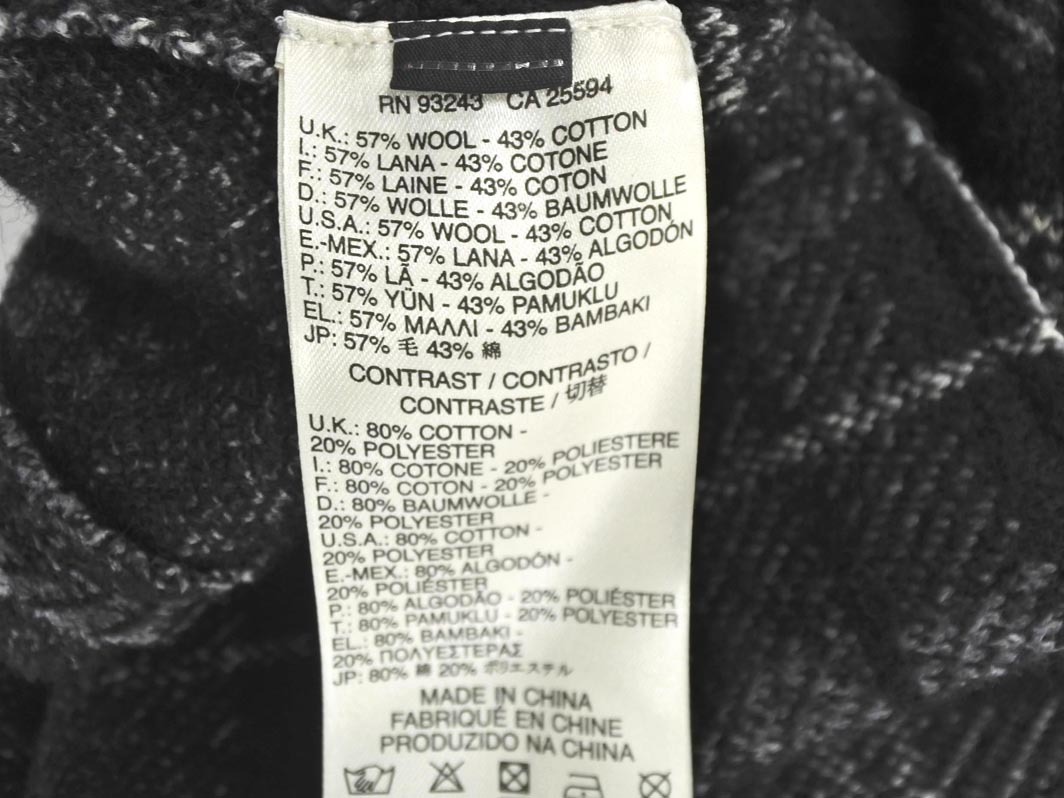 RN 93243 CA 25594
U.K.: 57% WOOL - 43% COTTON
I.: 57% LANA - 43% COTONE
F.: 57% LAINE - 43% COTON
D.: 57% WOLLE - 43% BAUMWOLLE
U.S.A.: 57% WOOL - 43% COTTON
E.-MEX.: 57% LANA - 43% ALGODÓN
P.: 57% LÃ - 43% ALGODÃO
T.: 57% YÜN - 43% PAMUKLU
EL.: 57% ΜΑΛΛΙ - 43% ΒΑΜΒΑΚΙ
JP: 57% 毛 43% 綿
CONTRAST / CONTRASTO /
CONTRASTE / 切替
U.K.: 80% COTTON -
20% POLYESTER
I.: 80% COTONE - 20% POLIESTERE
F.: 80% COTON - 20% POLYESTER
D.: 80% BAUMWOLLE -
20% POLYESTER
U.S.A.: 80% COTTON -
20% POLYESTER
E.-MEX.: 80% ALGODÓN -
20% POLIÉSTER
P.: 80% ALGODÃO - 20% POLIÉSTER
T.: 80% PAMUKLU - 20% POLYESTER
EL.: 80% ΒΑΜΒΑΚΙ -
20% ΠΟΛΥΕΣΤΕΡΑΣ
JP: 80% 綿 20% ポリエステル
MADE IN CHINA
FABRIQUÉ EN CHINE
PRODUZIDO NA CHINA